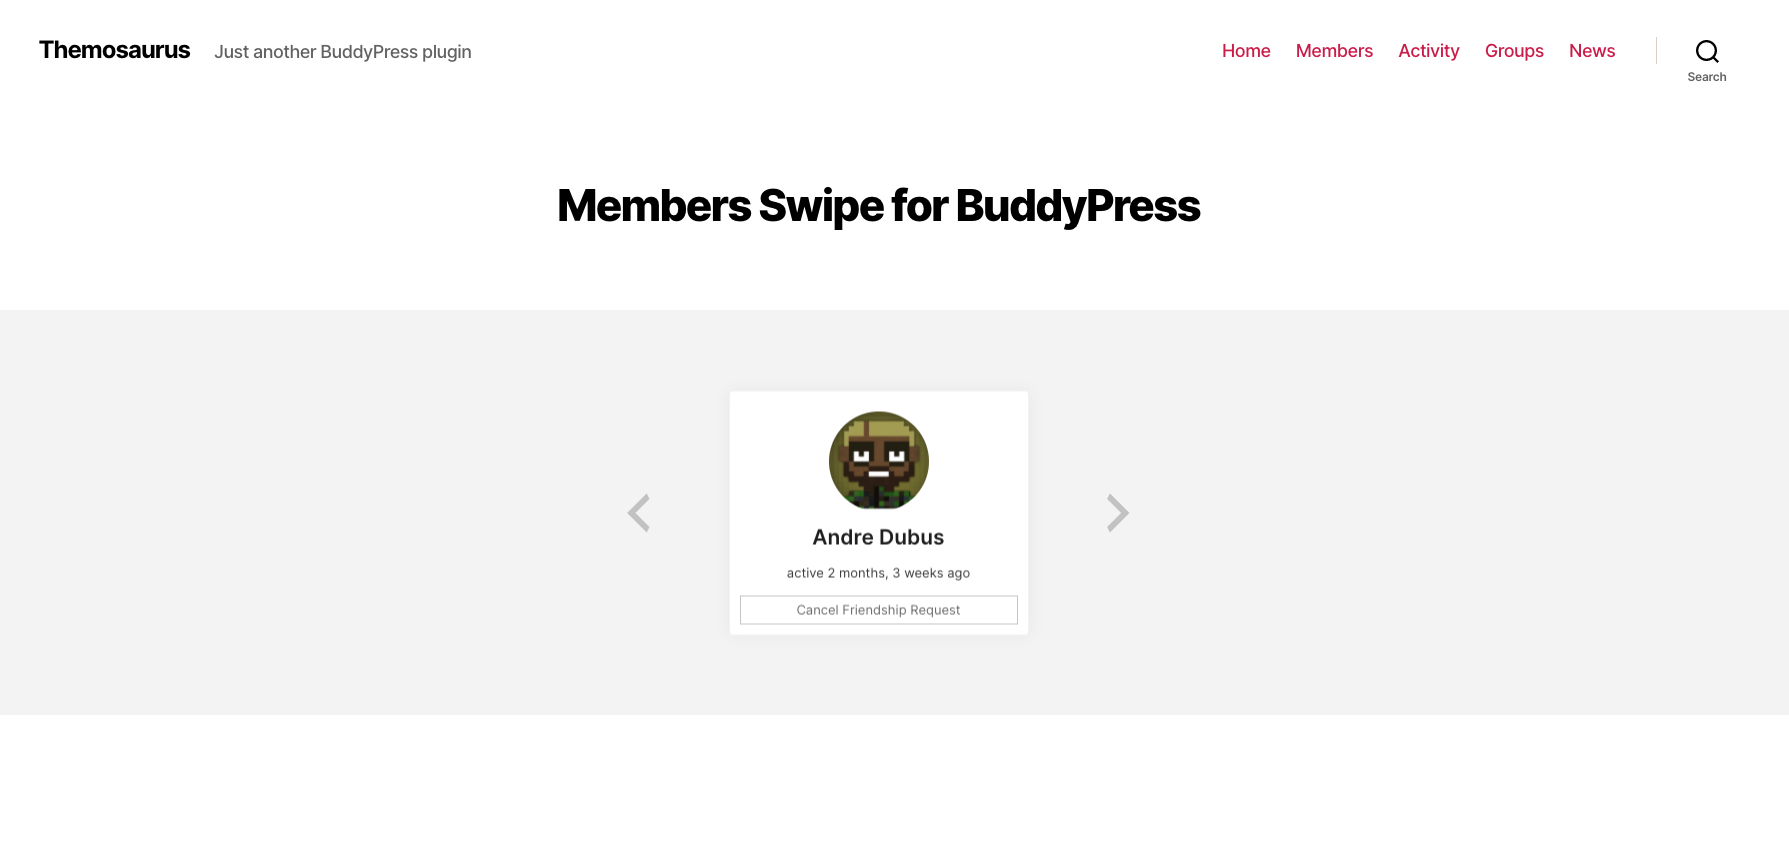 Themosaurus
Just another BuddyPress plugin
Home
Members
Activity
Groups
News
Search
Members Swipe for BuddyPress
Andre Dubus
active 2 months, 3 weeks ago
Cancel Friendship Request